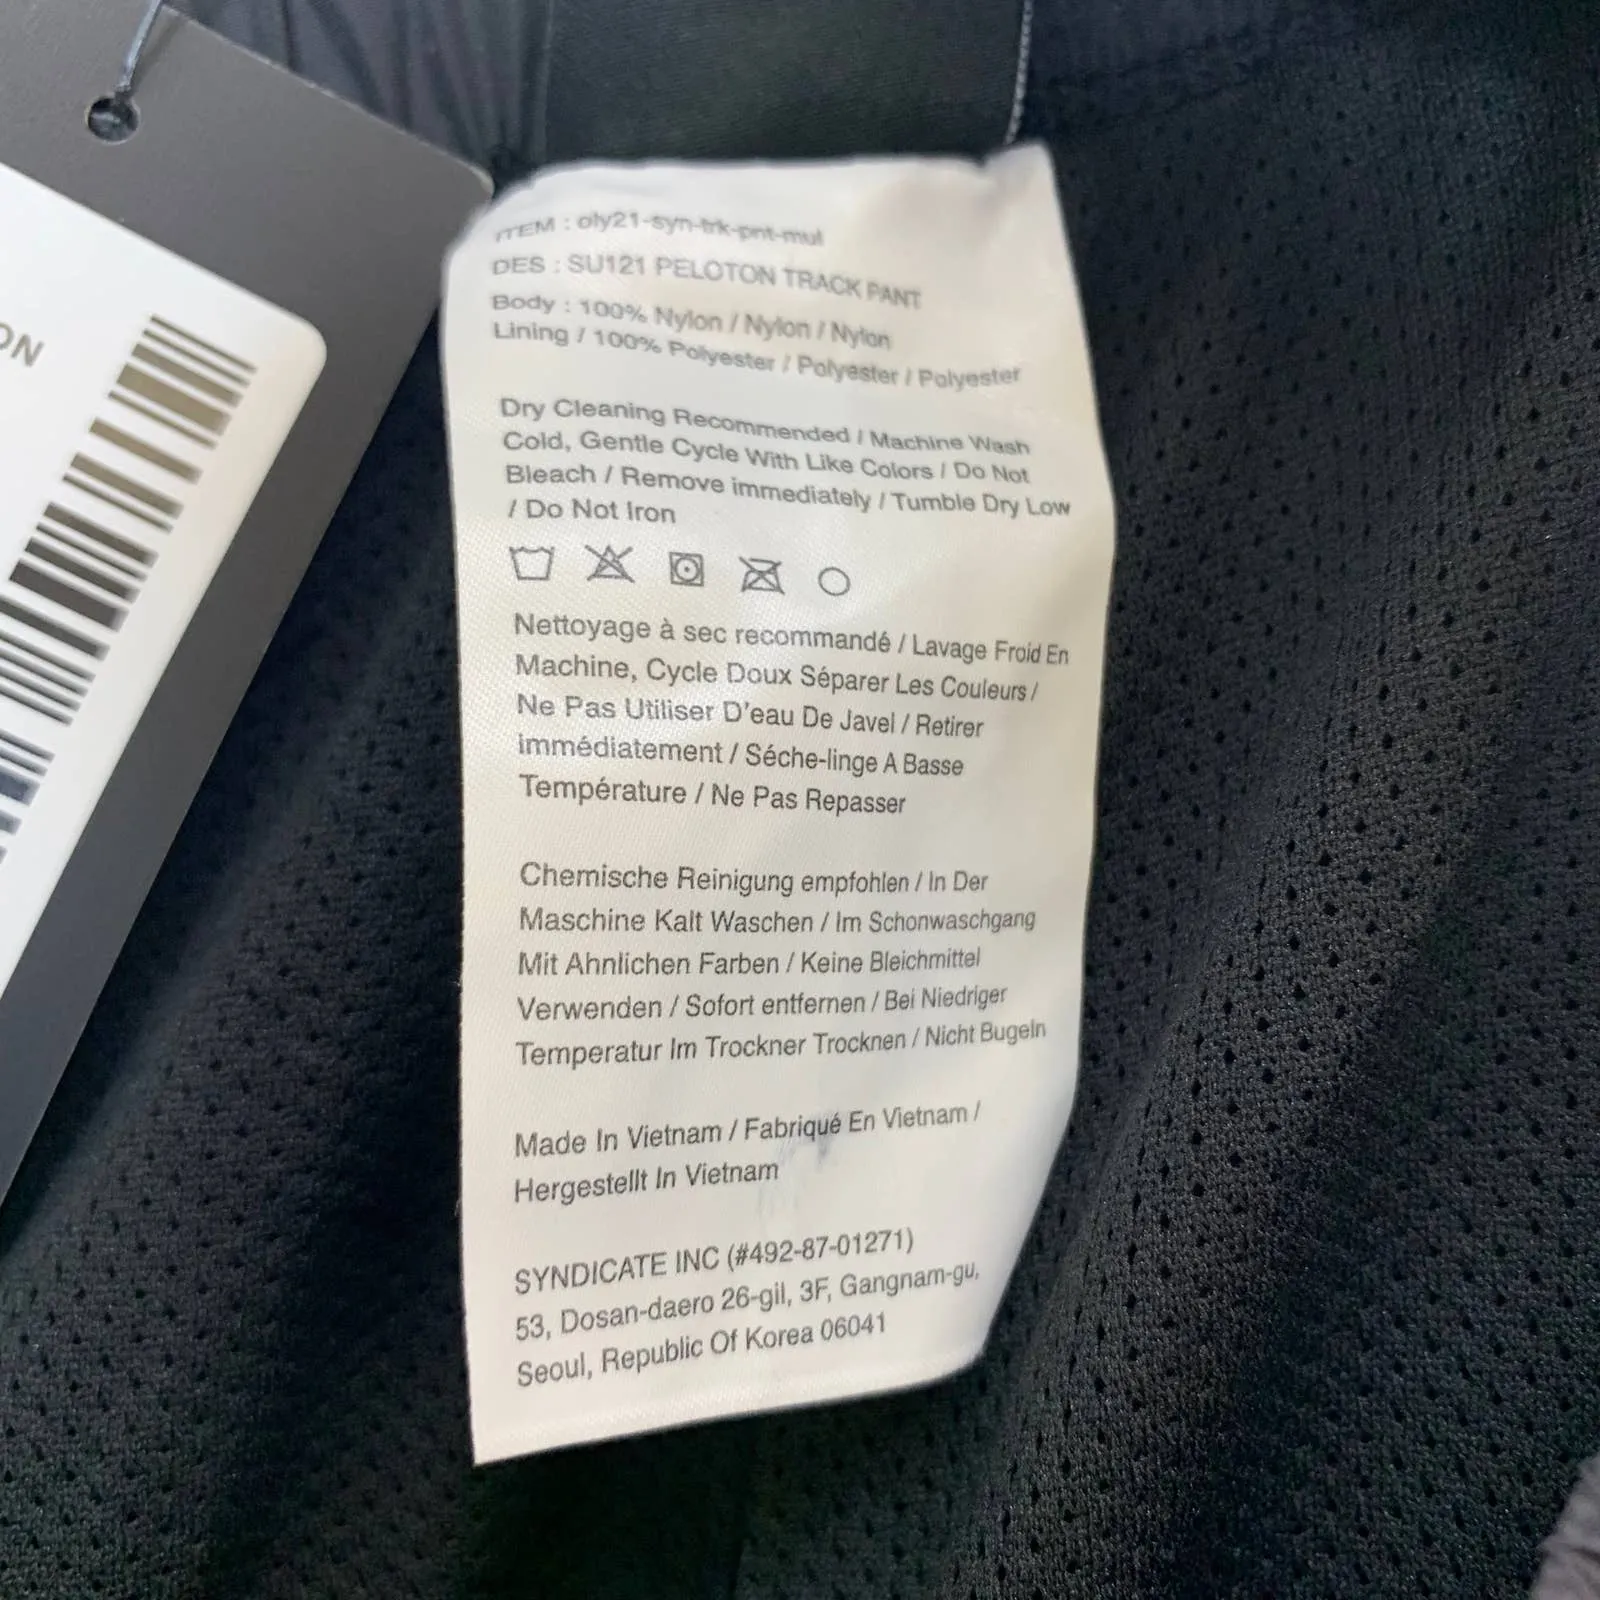 ON
ITEM : oly21-syn-trk-pnt-mul
DES : SU121 PELOTON TRACK PANT
Body : 100% Nylon / Nylon / Nylon
Lining / 100% Polyester / Polyester / Polyester
Dry Cleaning Recommended / Machine Wash
Cold, Gentle Cycle With Like Colors / Do Not
Bleach / Remove immediately / Tumble Dry Low
/ Do Not Iron
Nettoyage à sec recommandé / Lavage Froid En
Machine, Cycle Doux Séparer Les Couleurs /
Ne Pas Utiliser D'eau De Javel / Retirer
immédiatement / Séche-linge A Basse
Température / Ne Pas Repasser
Chemische Reinigung empfohlen / In Der
Maschine Kalt Waschen / Im Schonwaschgang
Mit Ahnlichen Farben / Keine Bleichmittel
Verwenden / Sofort entfernen / Bei Niedriger
Temperatur Im Trockner Trocknen / Nicht Bugeln
Made In Vietnam / Fabriqué En Vietnam /
Hergestellt In Vietnam
SYNDICATE INC (#492-87-01271)
53, Dosan-daero 26-gil, 3F, Gangnam-gu,
Seoul, Republic Of Korea 06041